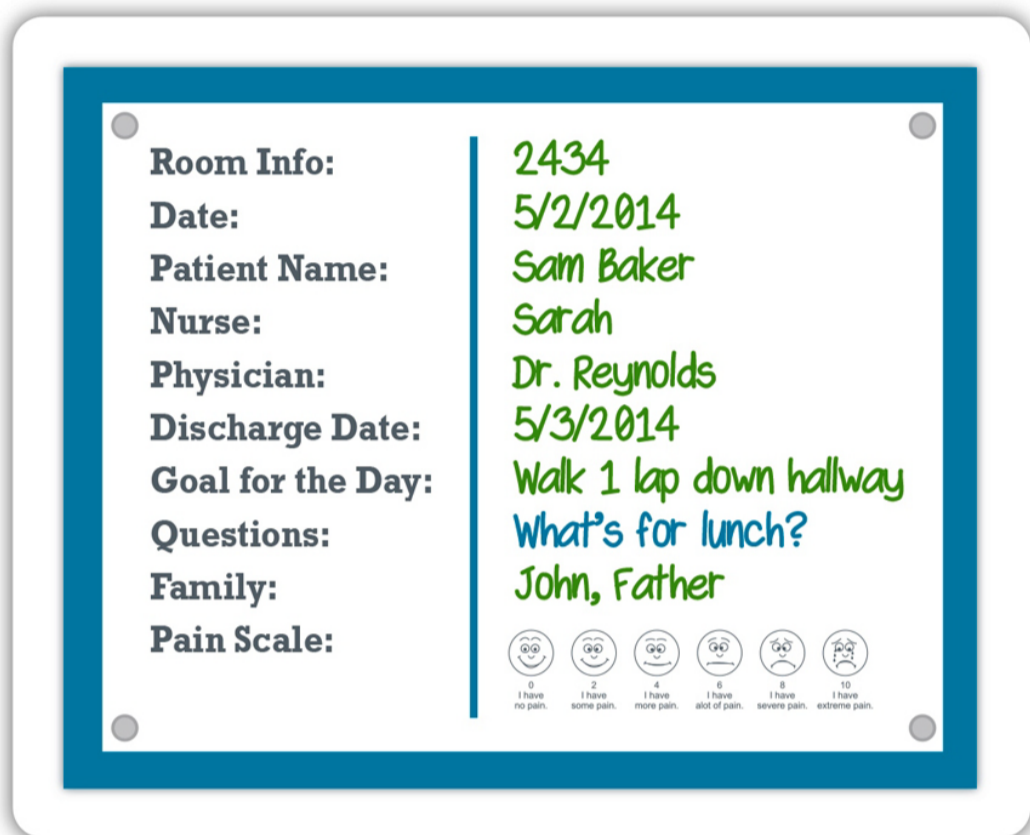 Room Info: 2434
Date: 5/2/2014
Patient Name: Sam Baker
Nurse: Sarah
Physician: Dr. Reynolds
Discharge Date: 5/3/2014
Goal for the Day: Walk 1 lap down hallway
Questions: What's for lunch?
Family: John, Father
Pain Scale:
0 2 4 6 8 10
I have I have I have I have I have I have
no pain. some pain. more pain. alot of pain. severe pain. extreme pain.